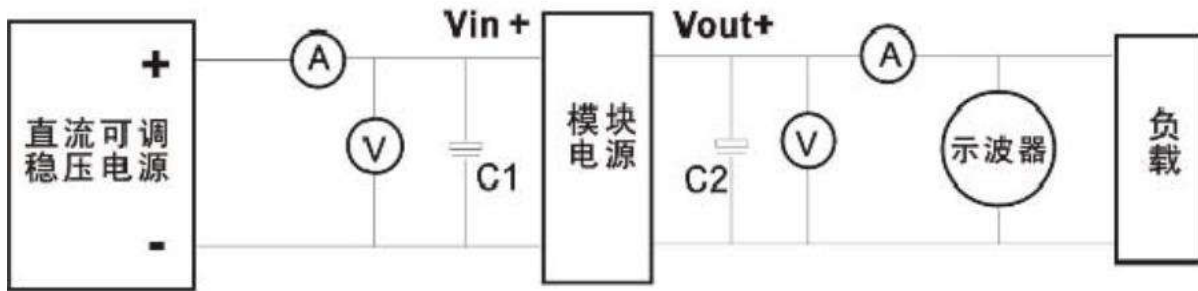 Vin +
Vout+
+
A
A
直流可调
稳压电源
V
C1
模块
电源
C2
V
示波器
负
载
-